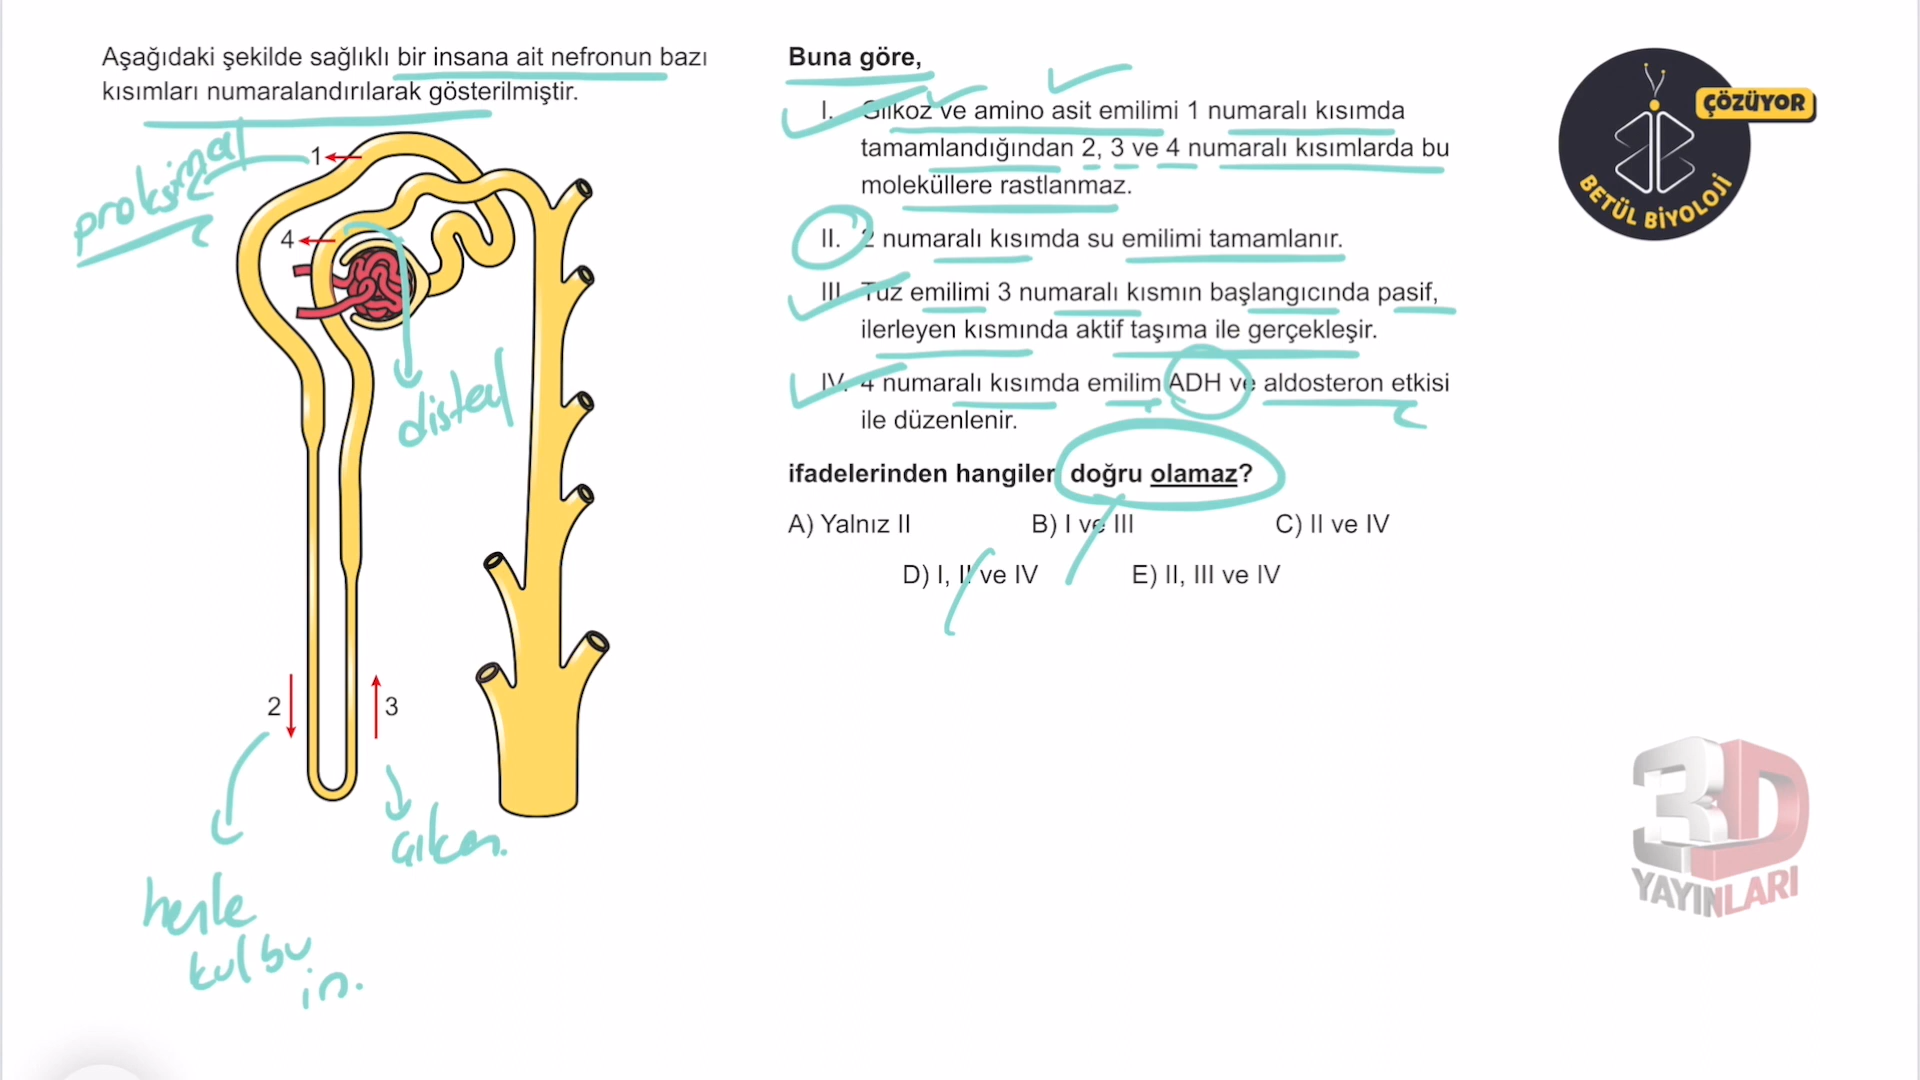 Aşağıdaki şekilde sağlıklı bir insana ait nefronun bazı
kısımları numaralandırılarak gösterilmiştir.
proksimal
1
4
distal
2
3
çıkan.
henle
kulbu
in.
Buna göre,
I. Glikoz ve amino asit emilimi 1 numaralı kısımda
tamamlandığından 2, 3 ve 4 numaralı kısımlarda bu
moleküllere rastlanmaz.
II. 2 numaralı kısımda su emilimi tamamlanır.
III. Tuz emilimi 3 numaralı kısmın başlangıcında pasif,
ilerleyen kısmında aktif taşıma ile gerçekleşir.
IV. 4 numaralı kısımda emilim ADH ve aldosteron etkisi
ile düzenlenir.
ifadelerinden hangileri doğru olamaz?
A) Yalnız II B) I ve III C) II ve IV
D) I, II ve IV E) II, III ve IV
ÇÖZÜYOR
BETÜL BİYOLOJİ
3D
YAYINLARI